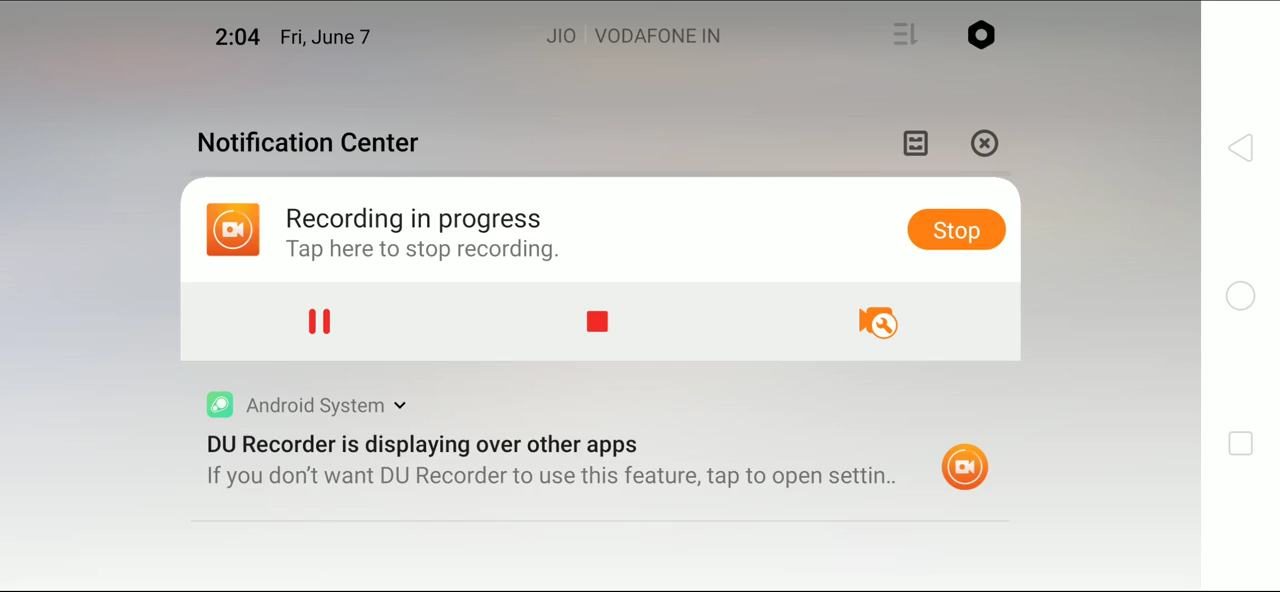 2:04 Fri, June 7 JIO VODAFONE IN
Notification Center
Recording in progress
Tap here to stop recording.
Stop
Android System
DU Recorder is displaying over other apps
If you don’t want DU Recorder to use this feature, tap to open settin..